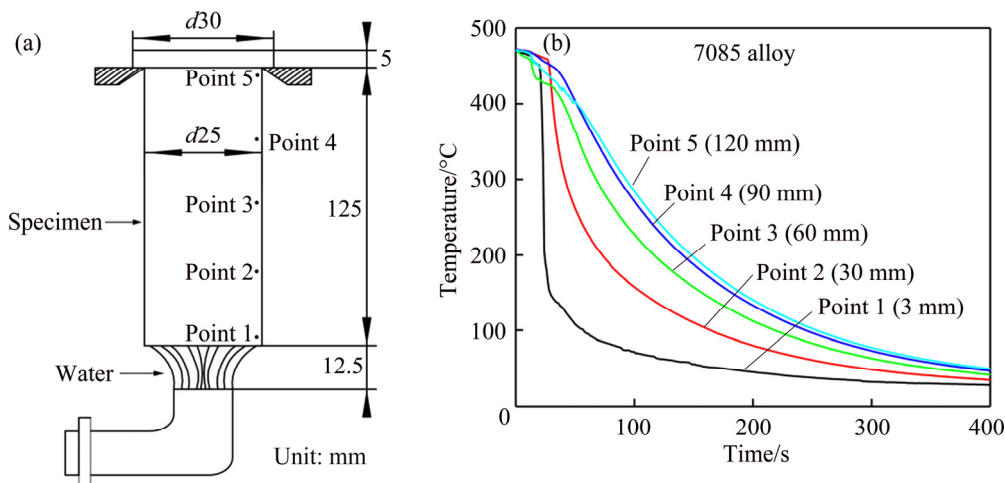 (a)
d30
5
Point 5
d25
Point 4
Specimen
Point 3
125
Point 2
Point 1
Water
12.5
Unit: mm
(b)
7085 alloy
500
400
300
200
100
0
Temperature/°C
Point 5 (120 mm)
Point 4 (90 mm)
Point 3 (60 mm)
Point 2 (30 mm)
Point 1 (3 mm)
100
200
300
400
Time/s